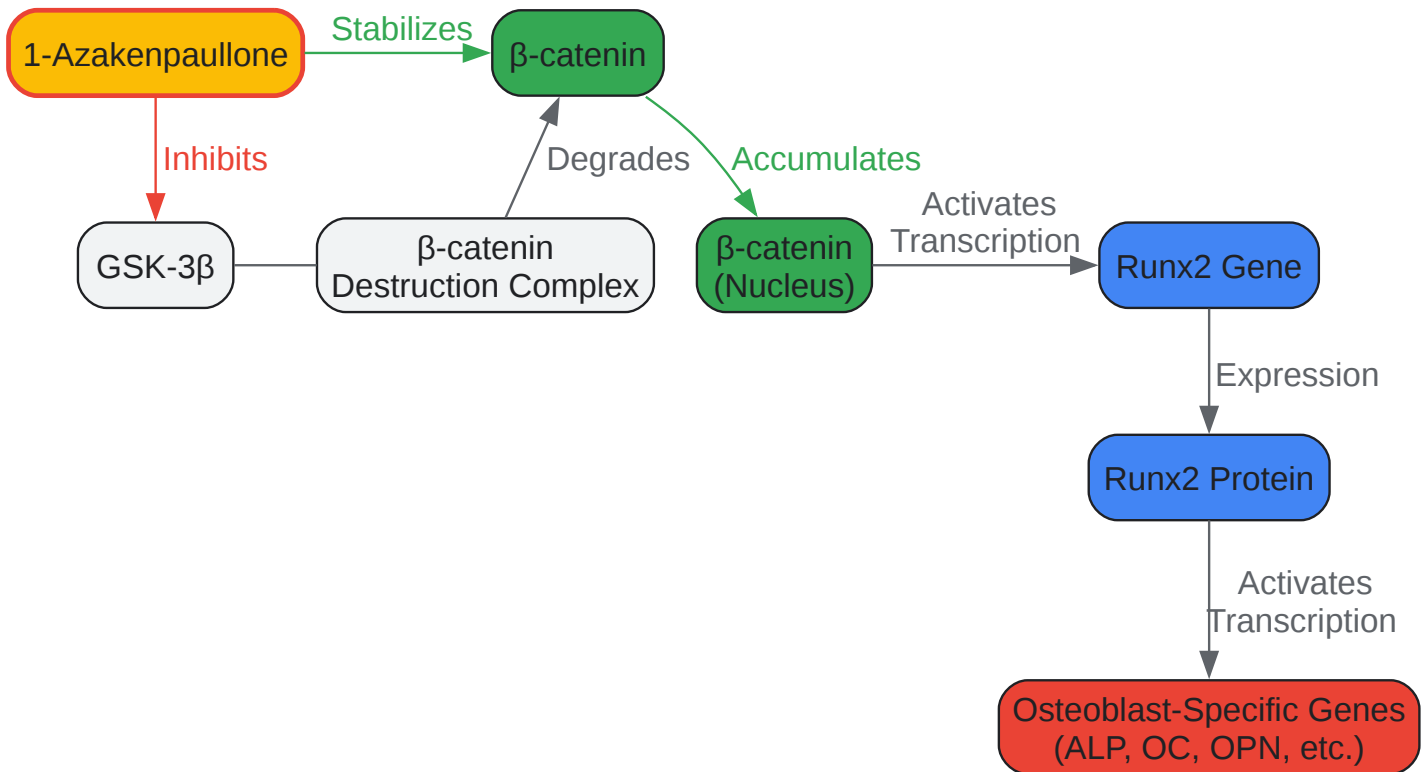 1-Azakenpaullone
Stabilizes
β-catenin
Inhibits
Degrades
Accumulates
GSK-3β
β-catenin
Destruction Complex
β-catenin
(Nucleus)
Activates
Transcription
Runx2 Gene
Expression
Runx2 Protein
Activates
Transcription
Osteoblast-Specific Genes
(ALP, OC, OPN, etc.)